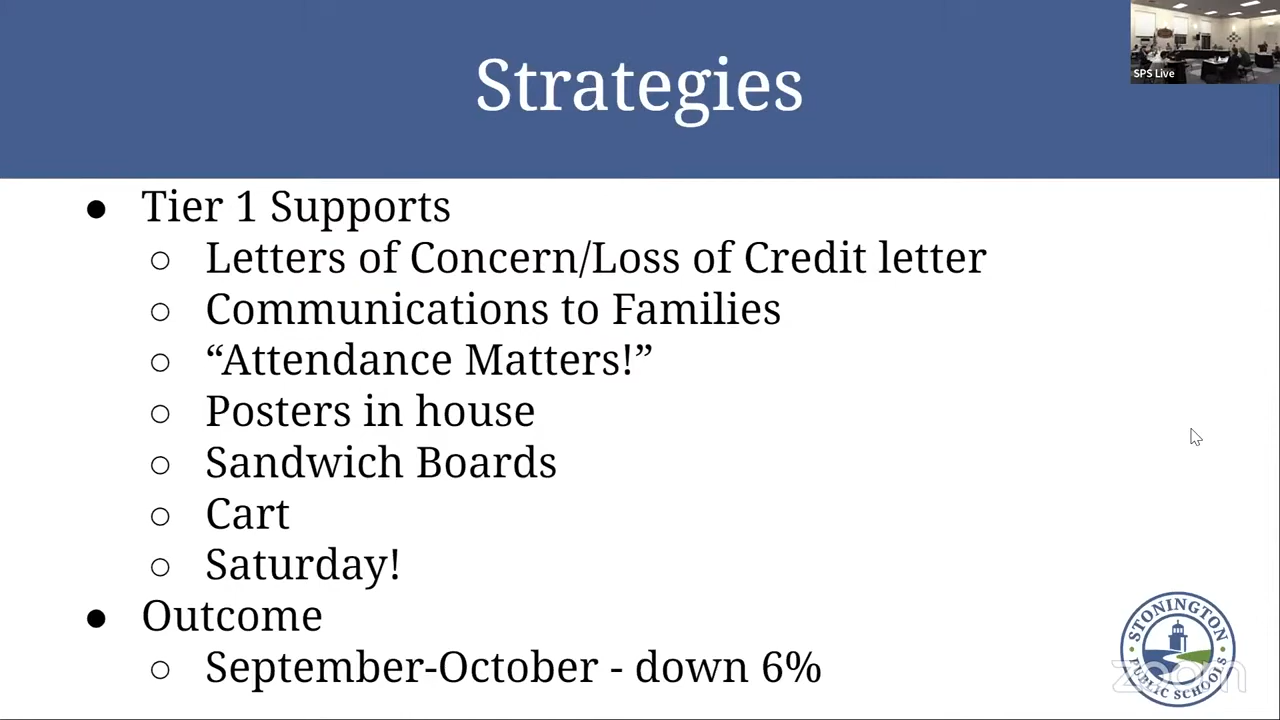 Strategies
SPS Live
● Tier 1 Supports
○ Letters of Concern/Loss of Credit letter
○ Communications to Families
○ “Attendance Matters!”
○ Posters in house
○ Sandwich Boards
○ Cart
○ Saturday!
● Outcome
○ September-October - down 6%
STONINGTON
PUBLIC SCHOOLS
zoom